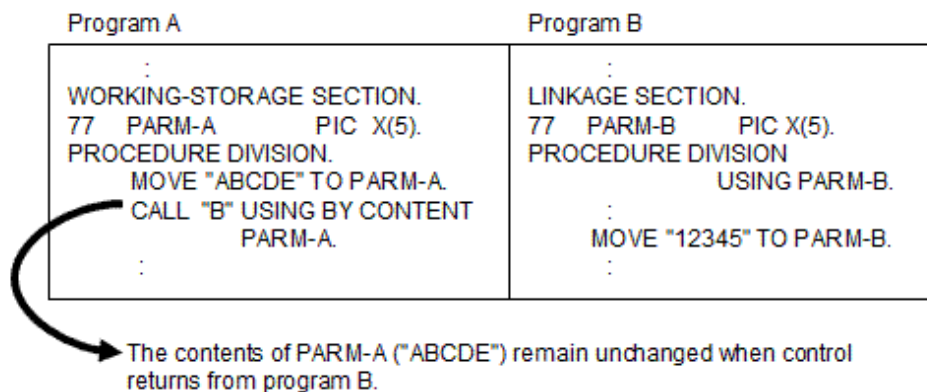 Program A
:
WORKING-STORAGE SECTION.
77 PARM-A PIC X(5).
PROCEDURE DIVISION.
MOVE "ABCDE" TO PARM-A.
CALL "B" USING BY CONTENT
PARM-A.
:
Program B
:
LINKAGE SECTION.
77 PARM-B PIC X(5).
PROCEDURE DIVISION
USING PARM-B.
:
MOVE "12345" TO PARM-B.
:
The contents of PARM-A ("ABCDE") remain unchanged when control
returns from program B.